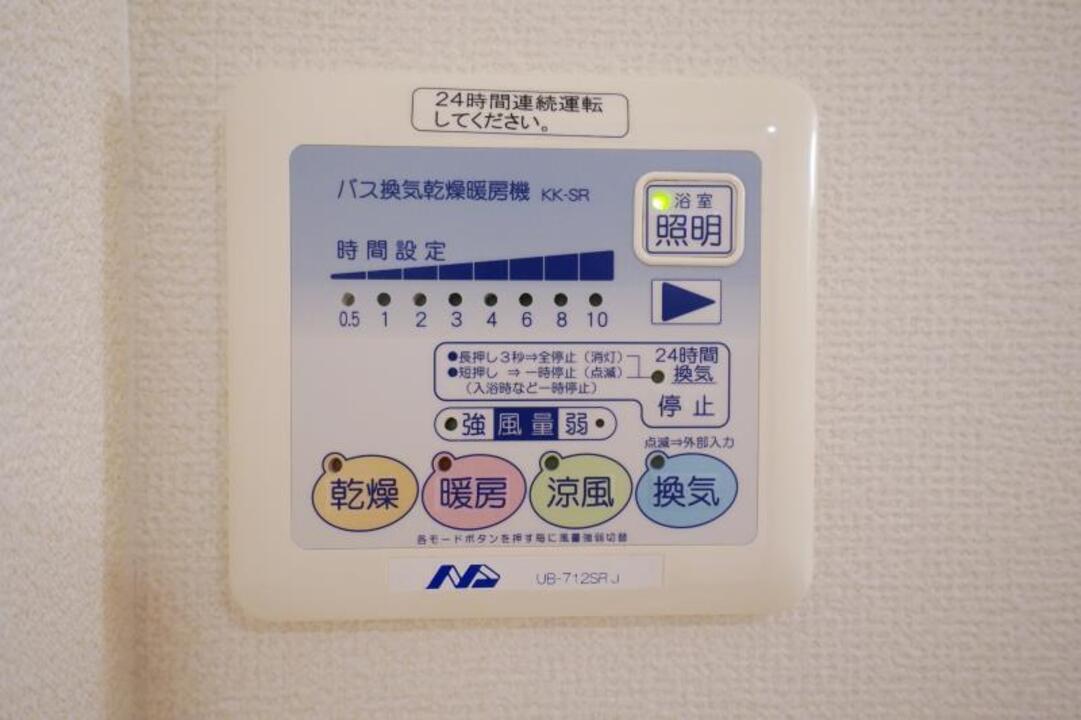 24時間連続運転
してください。
バス換気乾燥暖房機 KK-SR
浴室
照明
時間設定
0.5 1 2 3 4 6 8 10
●長押し3秒⇒全停止（消灯）
●短押し ⇒一時停止（点滅）
（入浴時など一時停止）
24時間
換気
停止
強 風量 弱
点滅⇒外部入力
乾燥 暖房 涼風 換気
各モードボタンを押す毎に風量強弱切替
UB-712SRJ